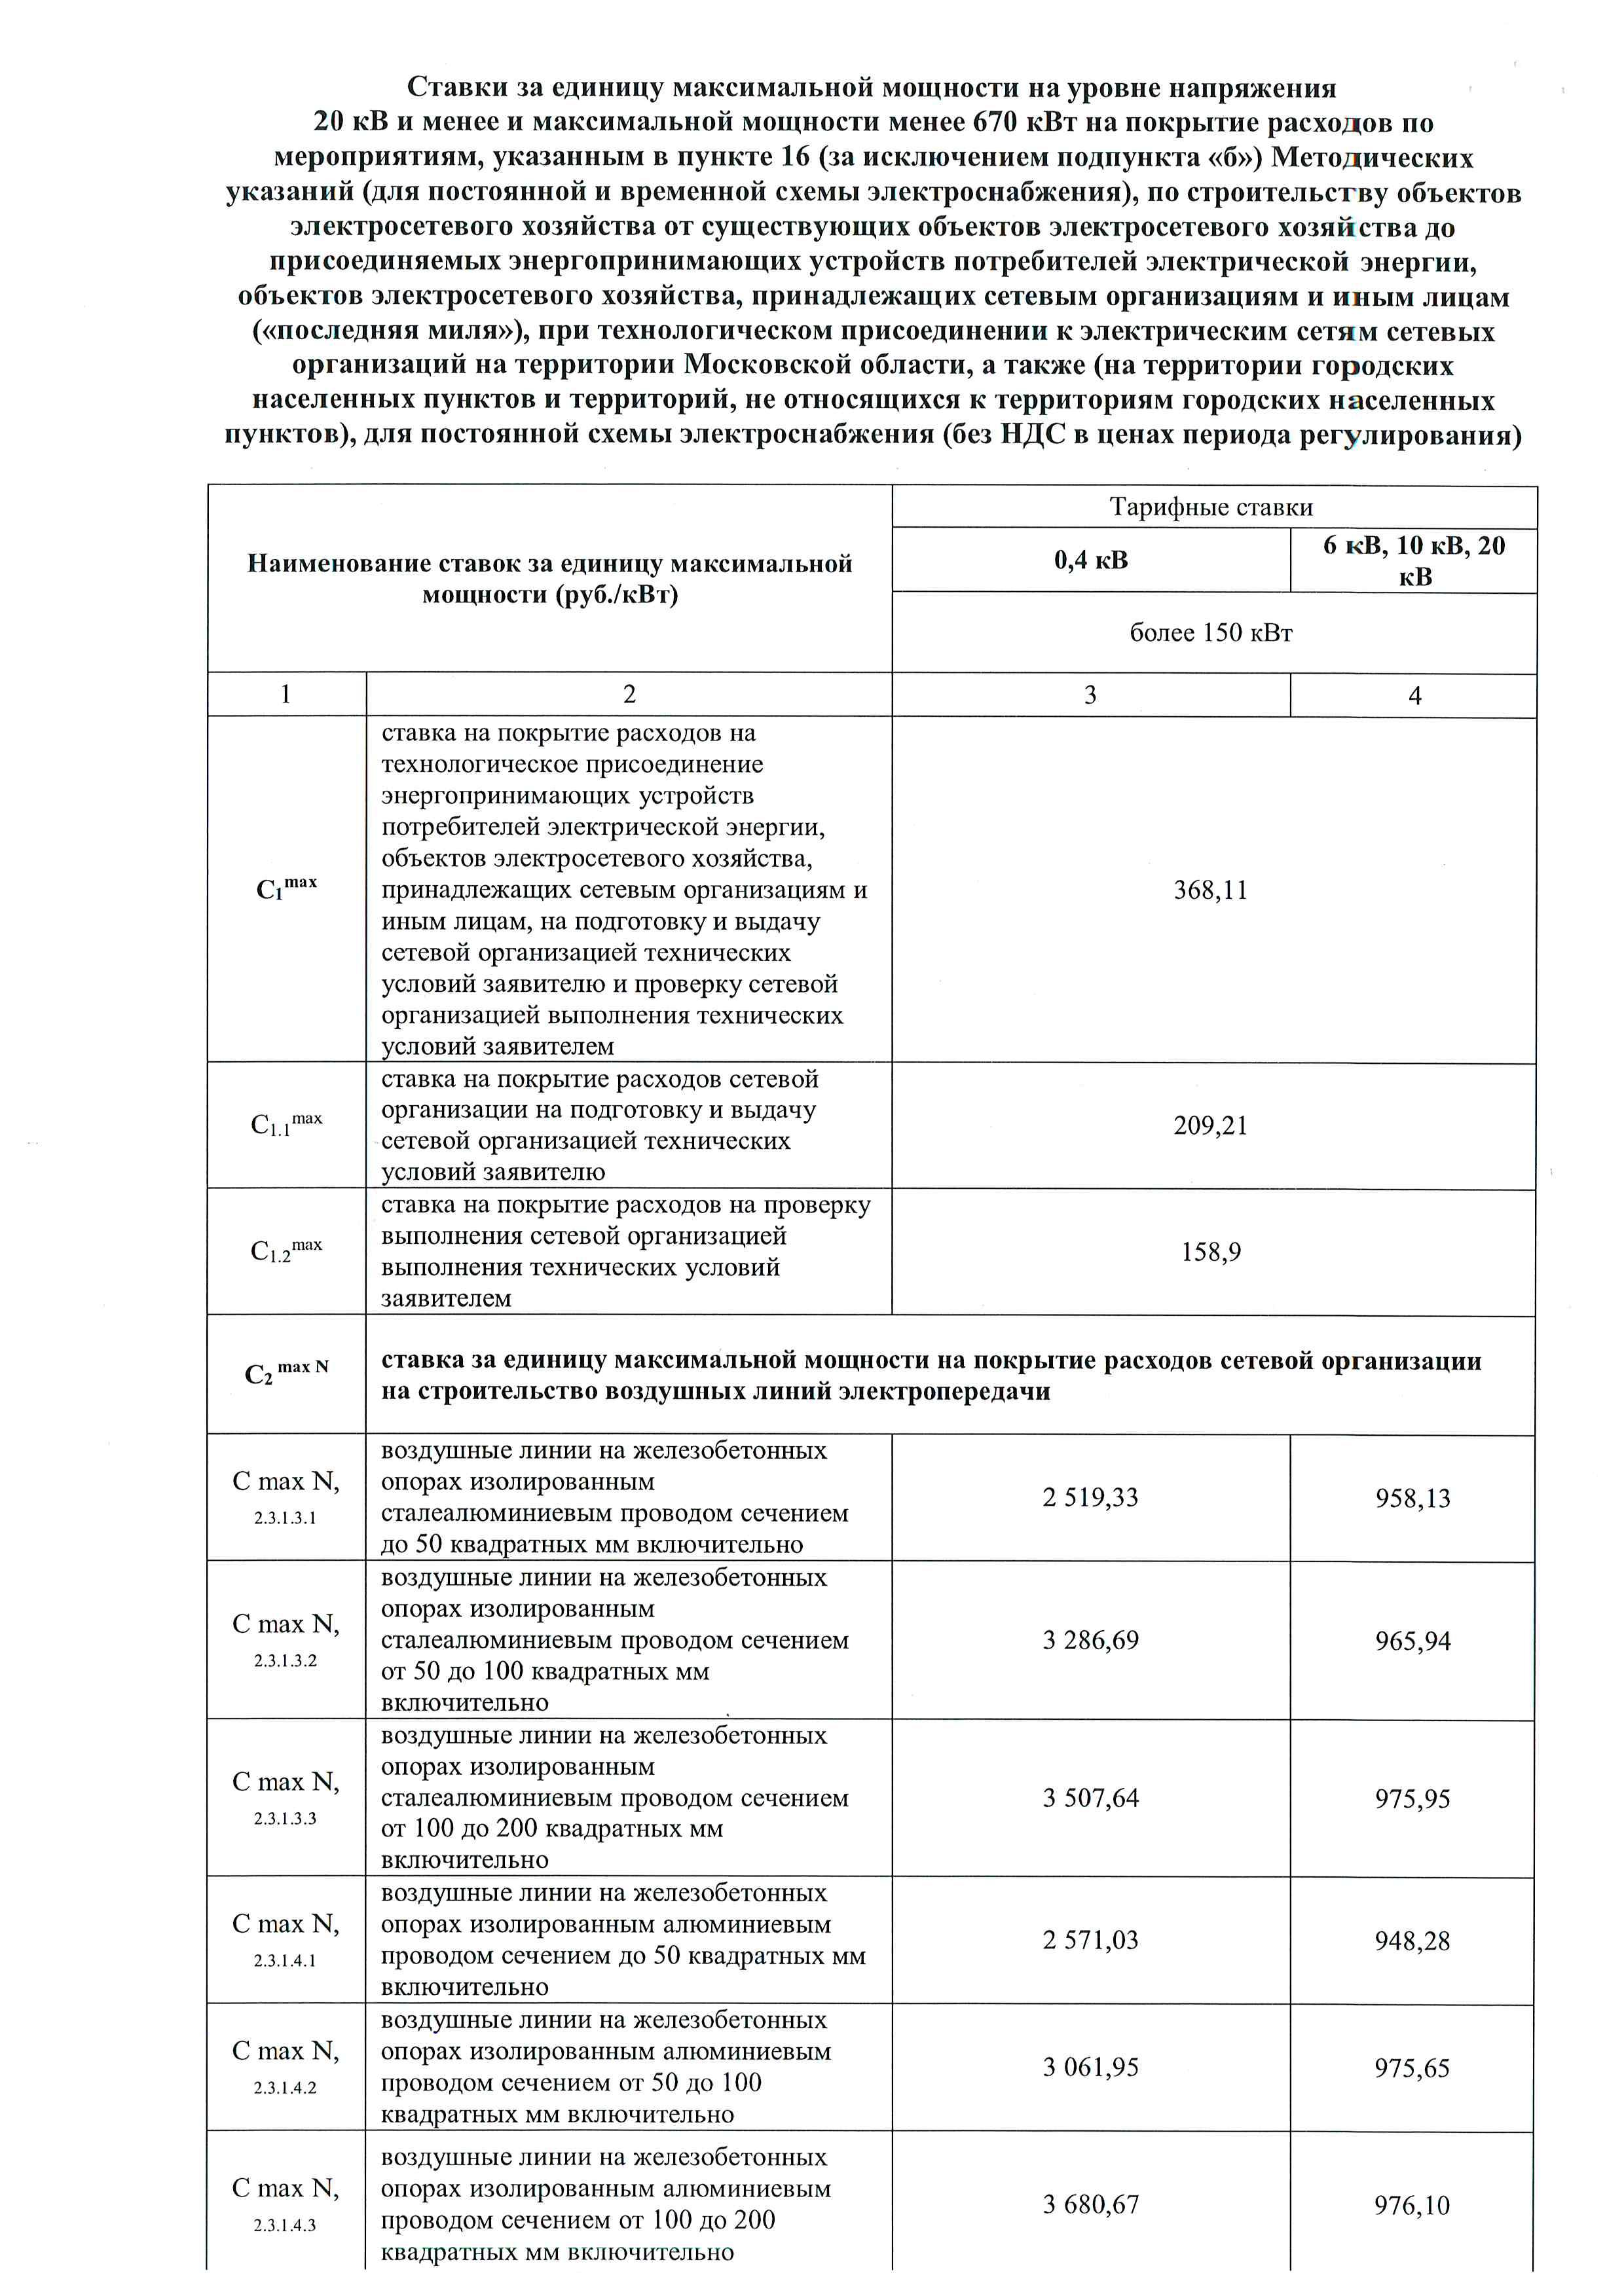 Ставки за единицу максимальной мощности на уровне напряжения
20 кВ и менее и максимальной мощности менее 670 кВт на покрытие расходов по
мероприятиям, указанным в пункте 16 (за исключением подпункта «б») Методических
указаний (для постоянной и временной схемы электроснабжения), по строительству объектов
электросетевого хозяйства от существующих объектов электросетевого хозяйства до
присоединяемых энергопринимающих устройств потребителей электрической энергии,
объектов электросетевого хозяйства, принадлежащих сетевым организациям и иным лицам
(«последняя миля»), при технологическом присоединении к электрическим сетям сетевых
организаций на территории Московской области, а также (на территории городских
населенных пунктов и территорий, не относящихся к территориям городских населенных
пунктов), для постоянной схемы электроснабжения (без НДС в ценах периода регулирования)
Наименование ставок за единицу максимальной
мощности (руб./кВт)
Тарифные ставки
0,4 кВ
6 кВ, 10 кВ, 20
кВ
более 150 кВт
1 2 3 4
C1max
ставка на покрытие расходов на
технологическое присоединение
энергопринимающих устройств
потребителей электрической энергии,
объектов электросетевого хозяйства,
принадлежащих сетевым организациям и
иным лицам, на подготовку и выдачу
сетевой организацией технических
условий заявителю и проверку сетевой
организацией выполнения технических
условий заявителем
368,11
C1.1max
ставка на покрытие расходов сетевой
организации на подготовку и выдачу
сетевой организацией технических
условий заявителю
209,21
C1.2max
ставка на покрытие расходов на проверку
выполнения сетевой организацией
выполнения технических условий
заявителем
158,9
C2 max N
ставка за единицу максимальной мощности на покрытие расходов сетевой организации
на строительство воздушных линий электропередачи
C max N,
2.3.1.3.1
воздушные линии на железобетонных
опорах изолированным
сталеалюминиевым проводом сечением
до 50 квадратных мм включительно
2 519,33
958,13
C max N,
2.3.1.3.2
воздушные линии на железобетонных
опорах изолированным
сталеалюминиевым проводом сечением
от 50 до 100 квадратных мм
включительно
3 286,69
965,94
C max N,
2.3.1.3.3
воздушные линии на железобетонных
опорах изолированным
сталеалюминиевым проводом сечением
от 100 до 200 квадратных мм
включительно
3 507,64
975,95
C max N,
2.3.1.4.1
воздушные линии на железобетонных
опорах изолированным алюминиевым
проводом сечением до 50 квадратных мм
включительно
2 571,03
948,28
C max N,
2.3.1.4.2
воздушные линии на железобетонных
опорах изолированным алюминиевым
проводом сечением от 50 до 100
квадратных мм включительно
3 061,95
975,65
C max N,
2.3.1.4.3
воздушные линии на железобетонных
опорах изолированным алюминиевым
проводом сечением от 100 до 200
квадратных мм включительно
3 680,67
976,10